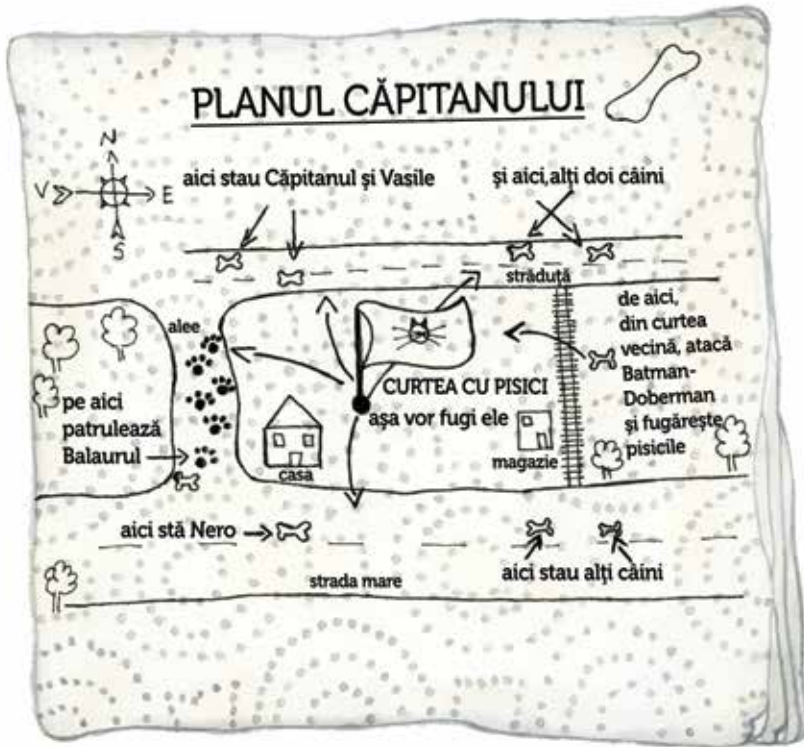 PLANUL CĂPITANULUI
N
V E
S
aici stau Căpitanul și Vasile
și aici, alți doi câini
străduță
alee
de aici,
din curtea
vecină, atacă
Batman-
Doberman
și fugărește
pisicile
pe aici
patrulează
Balaurul
CURTEA CU PISICI
așa vor fugi ele
casa
magazie
aici stă Nero
aici stau alți câini
strada mare